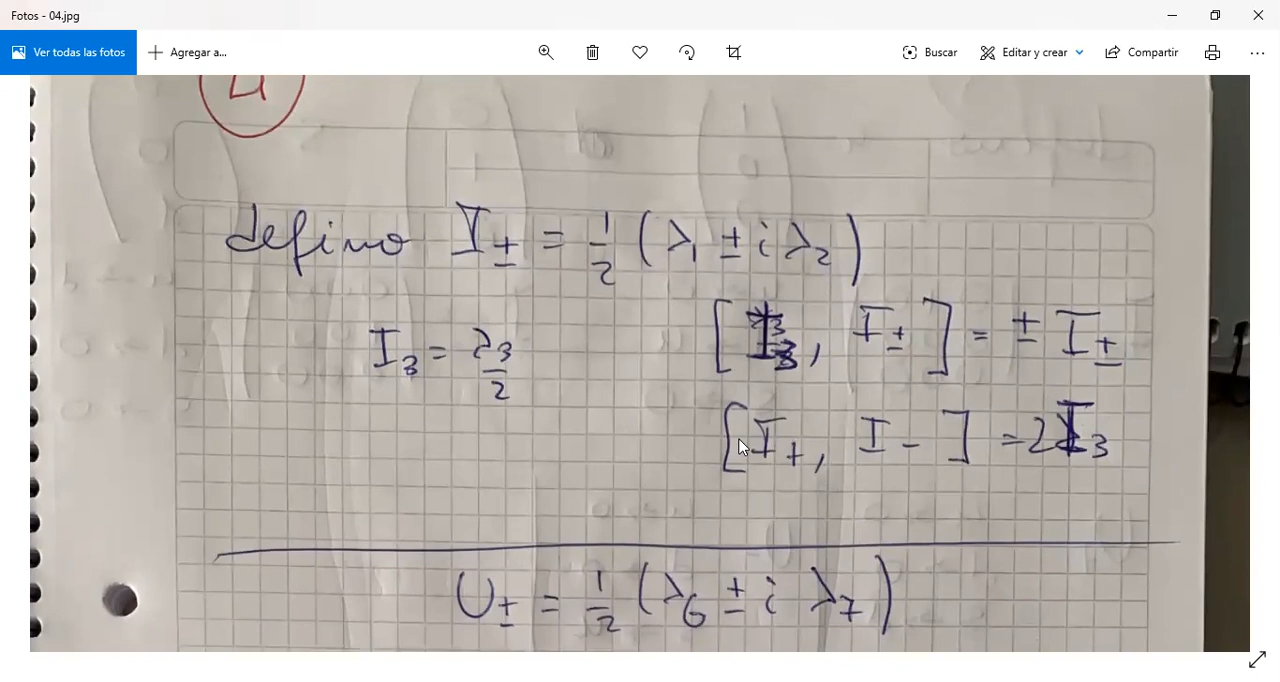 Fotos - 04.jpg
Ver todas las fotos
Agregar a...
Buscar
Editar y crear
Compartir
4
defino I± = 1/2 (λ1 ± i λ2)
I3 = λ3/2
[I3, I±] = ± I±
[I+, I-] = 2I3
U± = 1/2 (λ6 ± i λ7)